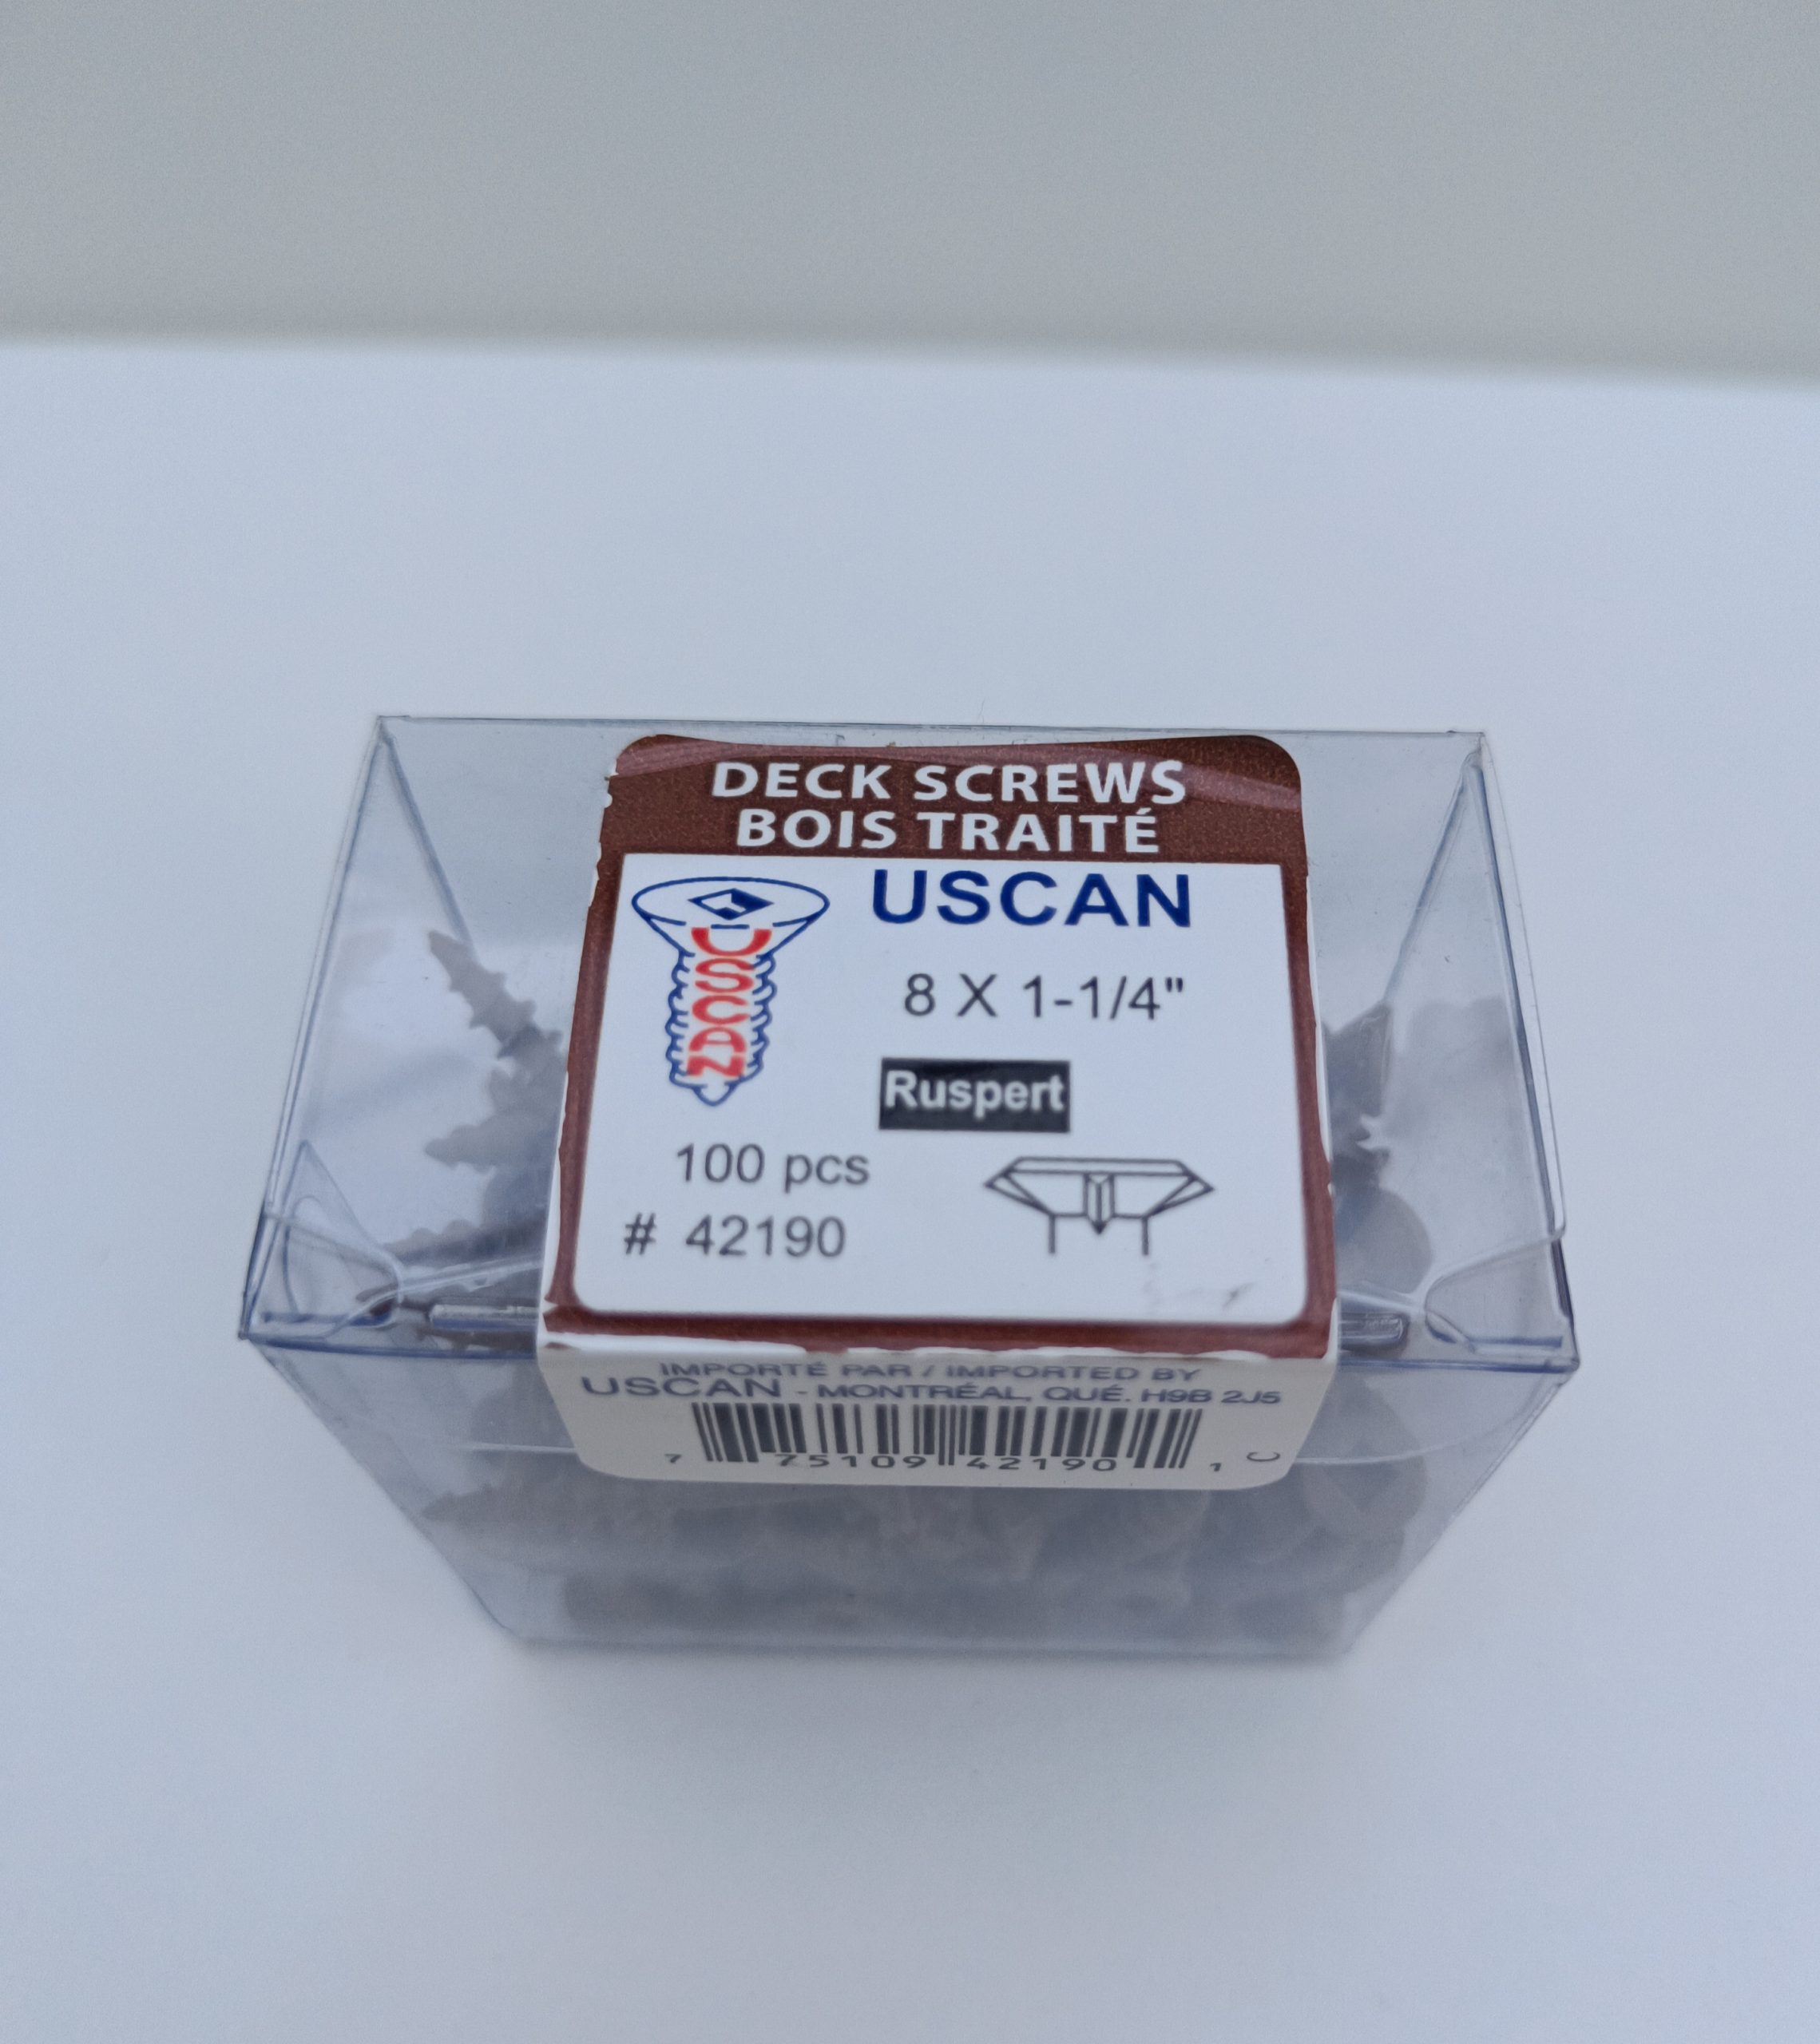 DECK SCREWS
BOIS TRAITÉ
USCAN
USCAN
8 X 1-1/4"
Ruspert
100 pcs
# 42190
IMPORTÉ PAR / IMPORTED BY
USCAN - MONTRÉAL, QUÉ. H9B 2J5
7 75109 42190 1 C